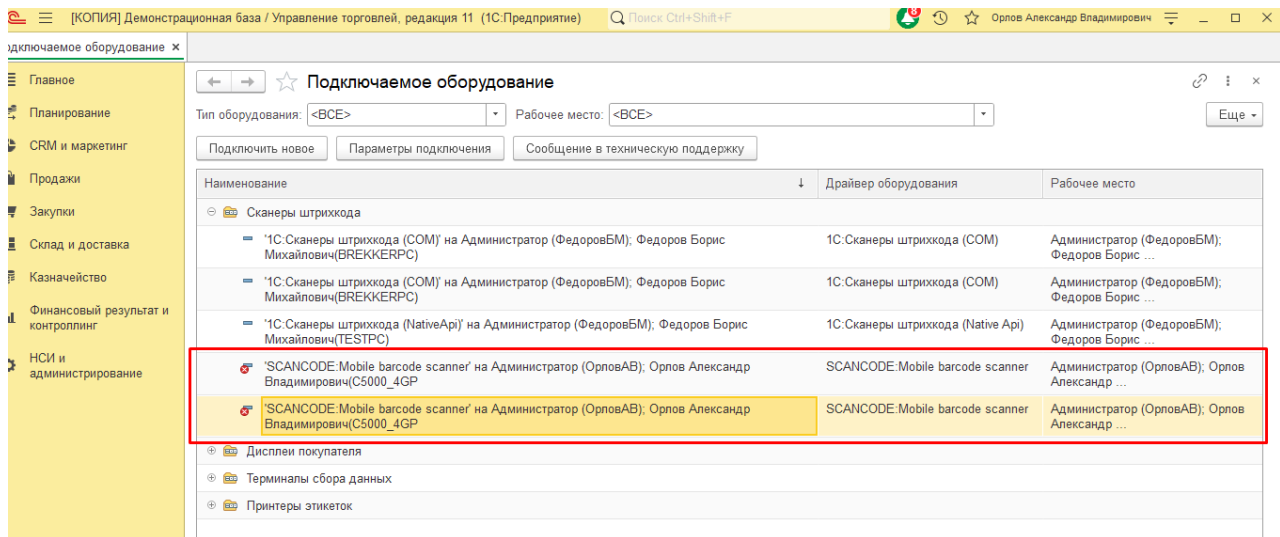 [КОПИЯ] Демонстрационная база / Управление торговлей, редакция 11 (1С:Предприятие) Поиск Ctrl+Shift+F 8 Орлов Александр Владимирович
одключаемое оборудование ×
Главное
Планирование
CRM и маркетинг
Продажи
Закупки
Склад и доставка
Казначейство
Финансовый результат и
контроллинг
НСИ и
администрирование
Подключаемое оборудование
Тип оборудования: <ВСЕ> Рабочее место: <ВСЕ> Еще
Подключить новое Параметры подключения Сообщение в техническую поддержку
Наименование ↓ Драйвер оборудования Рабочее место
Сканеры штрихкода
'1С:Сканеры штрихкода (COM)' на Администратор (ФедоровБМ); Федоров Борис 1С:Сканеры штрихкода (COM) Администратор (ФедоровБМ);
Михайлович(BREKKERPC) Федоров Борис ...
'1С:Сканеры штрихкода (COM)' на Администратор (ФедоровБМ); Федоров Борис 1С:Сканеры штрихкода (COM) Администратор (ФедоровБМ);
Михайлович(BREKKERPC) Федоров Борис ...
'1С:Сканеры штрихкода (NativeApi)' на Администратор (ФедоровБМ); Федоров Борис 1С:Сканеры штрихкода (Native Api) Администратор (ФедоровБМ);
Михайлович(TESTPC) Федоров Борис ...
'SCANCODE:Mobile barcode scanner' на Администратор (ОрловАВ); Орлов Александр SCANCODE:Mobile barcode scanner Администратор (ОрловАВ); Орлов
Владимирович(C5000_4GP Александр ...
'SCANCODE:Mobile barcode scanner' на Администратор (ОрловАВ); Орлов Александр SCANCODE:Mobile barcode scanner Администратор (ОрловАВ); Орлов
Владимирович(C5000_4GP Александр ...
Дисплеи покупателя
Терминалы сбора данных
Принтеры этикеток